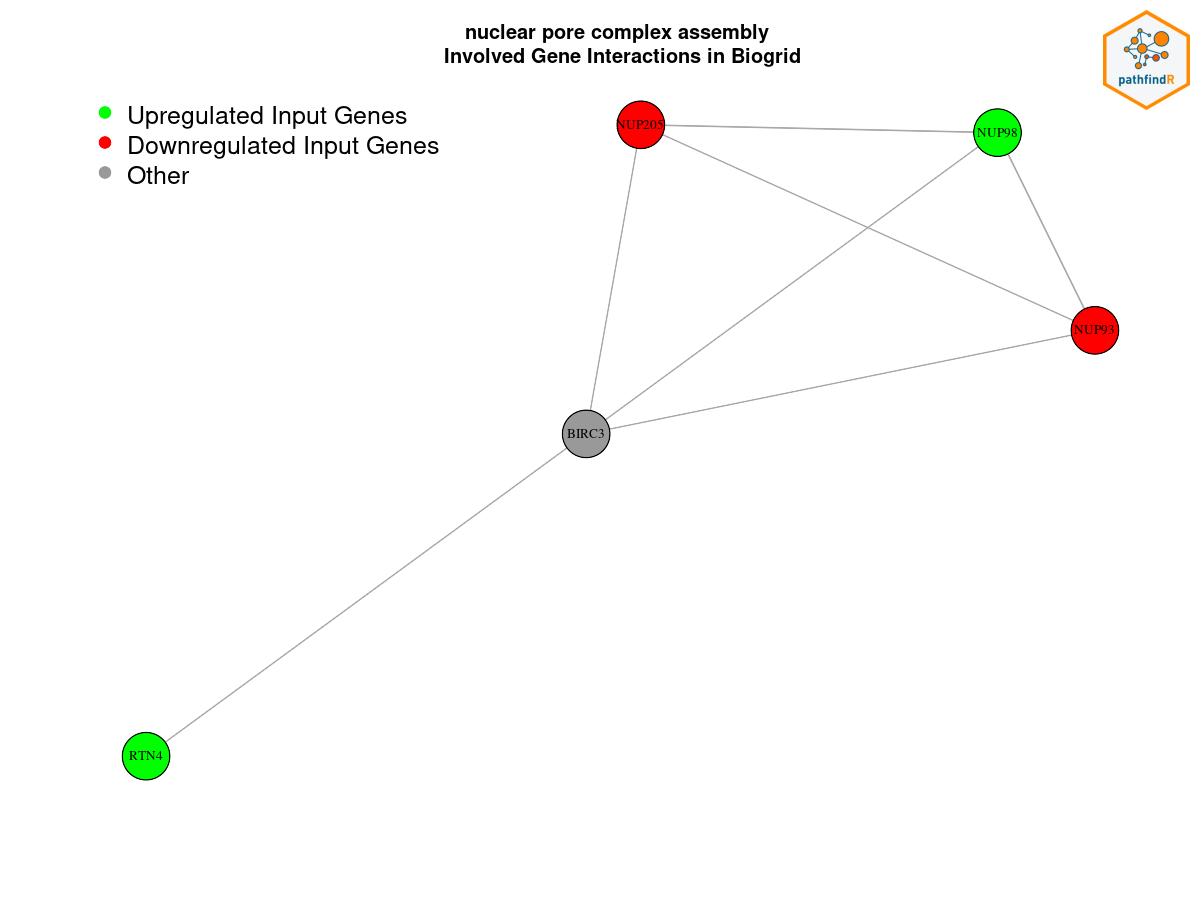 nuclear pore complex assembly
Involved Gene Interactions in Biogrid
pathfindR
Upregulated Input Genes
Downregulated Input Genes
Other
NUP205
NUP98
NUP93
BIRC3
RTN4